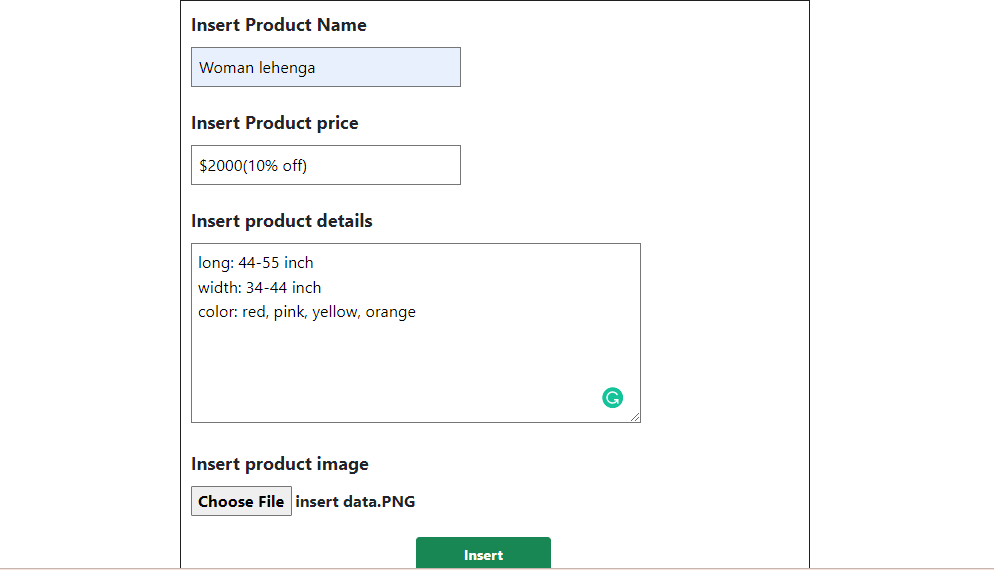 Insert Product Name
Woman lehenga
Insert Product price
$2000(10% off)
Insert product details
long: 44-55 inch
width: 34-44 inch
color: red, pink, yellow, orange
Insert product image
Choose File insert data.PNG
Insert